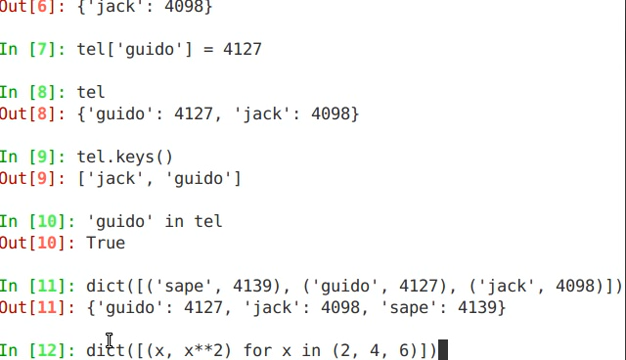 Out[6]: {'jack': 4098}
In [7]: tel['guido'] = 4127
In [8]: tel
Out[8]: {'guido': 4127, 'jack': 4098}
In [9]: tel.keys()
Out[9]: ['jack', 'guido']
In [10]: 'guido' in tel
Out[10]: True
In [11]: dict([('sape', 4139), ('guido', 4127), ('jack', 4098)])
Out[11]: {'guido': 4127, 'jack': 4098, 'sape': 4139}
In [12]: dict([(x, x**2) for x in (2, 4, 6)])